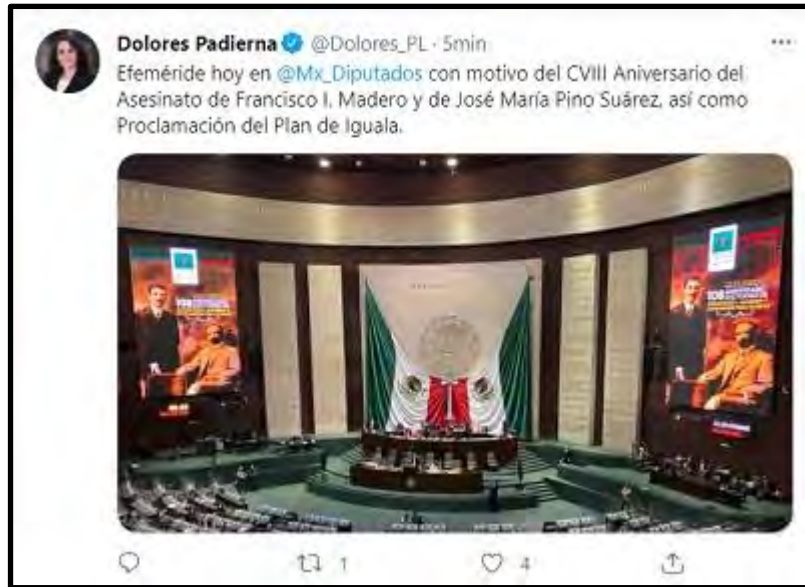 Dolores Padierna @Dolores_PL · 5min
Efeméride hoy en @Mx_Diputados con motivo del CVIII Aniversario del
Asesinato de Francisco I. Madero y de José María Pino Suárez, así como
Proclamación del Plan de Iguala.
108
108
1
4